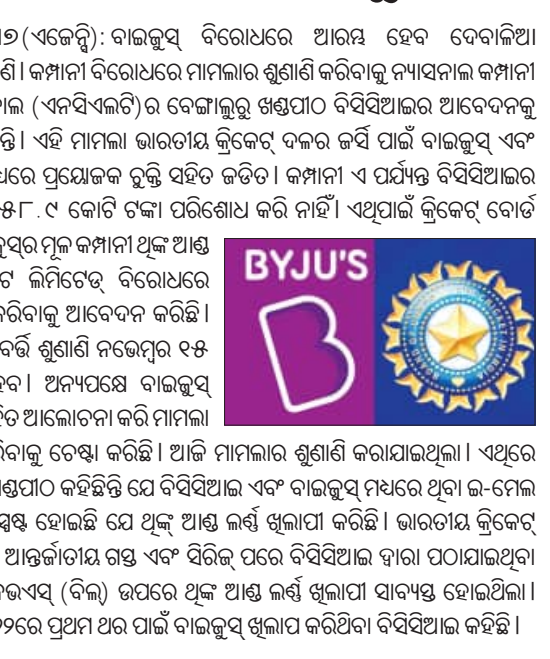 ୧୭(ଏଜେନ୍ସି): ବାଇଜୁସ୍ ବିରୋଧରେ ଆରମ୍ଭ ହେବ ଦେବାଳିଆ
ଣି। କମ୍ପାନୀ ବିରୋଧରେ ମାମଲାର ଶୁଣାଣି କରିବାକୁ ନ୍ୟାସନାଲ କମ୍ପାନୀ
ାଲ (ଏନସିଏଲଟି)ର ବେଙ୍ଗାଲୁରୁ ଖଣ୍ଡପୀଠ ବିସିସିଆଇର ଆବେଦନକୁ
ନ୍ତି। ଏହି ମାମଲା ଭାରତୀୟ କ୍ରିକେଟ୍ ଦଳର ଜର୍ସି ପାଇଁ ବାଇଜୁସ୍ ଏବଂ
ଧରେ ପ୍ରୟୋଜକ ଚୁକ୍ତି ସହିତ ଜଡିତ। କମ୍ପାନୀ ଏ ପର୍ଯ୍ୟନ୍ତ ବିସିସିଆଇର
୫୮.୯ କୋଟି ଟଙ୍କା ପରିଶୋଧ କରି ନାହିଁ। ଏଥିପାଇଁ କ୍ରିକେଟ୍ ବୋର୍ଡ
ଜୁସ୍‌ର ମୂଳ କମ୍ପାନୀ ଥିଙ୍କ ଆଣ୍ଡ
ଟ ଲିମିଟେଡ୍ ବିରୋଧରେ
କରିବାକୁ ଆବେଦନ କରିଛି।
ବର୍ତ୍ତୀ ଶୁଣାଣି ନଭେମ୍ବର ୧୫
ହେବ। ଅନ୍ୟପକ୍ଷେ ବାଇଜୁସ୍
ହିତ ଆଲୋଚନା କରି ମାମଲା
BYJU'S
ରିବାକୁ ଚେଷ୍ଟା କରିଛି। ଆଜି ମାମଲାର ଶୁଣାଣି କରାଯାଇଥିଲା। ଏଥିରେ
ଣ୍ଡପୀଠ କହିଛନ୍ତି ଯେ ବିସିସିଆଇ ଏବଂ ବାଇଜୁସ୍ ମଧ୍ୟରେ ଥିବା ଇ-ମେଲ
ସ୍ପଷ୍ଟ ହୋଇଛି ଯେ ଥିଙ୍କ୍ ଆଣ୍ଡ ଲର୍ଣ୍ଣ ଖିଲାପୀ କରିଛି। ଭାରତୀୟ କ୍ରିକେଟ୍
ଆନ୍ତର୍ଜାତୀୟ ଗସ୍ତ ଏବଂ ସିରିଜ୍ ପରେ ବିସିସିଆଇ ଦ୍ୱାରା ପଠାଯାଇଥିବା
ନଭଏସ୍ (ବିଲ୍) ଉପରେ ଥିଙ୍କ ଆଣ୍ଡ ଲର୍ଣ୍ଣ ଖିଲାପୀ ସାବ୍ୟସ୍ତ ହୋଇଥିଲା।
୨୨ରେ ପ୍ରଥମ ଥର ପାଇଁ ବାଇଜୁସ୍ ଖିଲାପ କରିଥିବା ବିସିସିଆଇ କହିଛି।